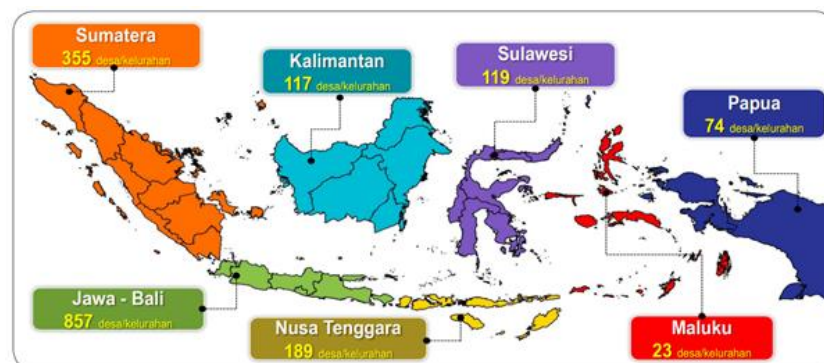 Sumatera
355 desa/kelurahan
Kalimantan
117 desa/kelurahan
Sulawesi
119 desa/kelurahan
Papua
74 desa/kelurahan
Jawa - Bali
857 desa/kelurahan
Nusa Tenggara
189 desa/kelurahan
Maluku
23 desa/kelurahan